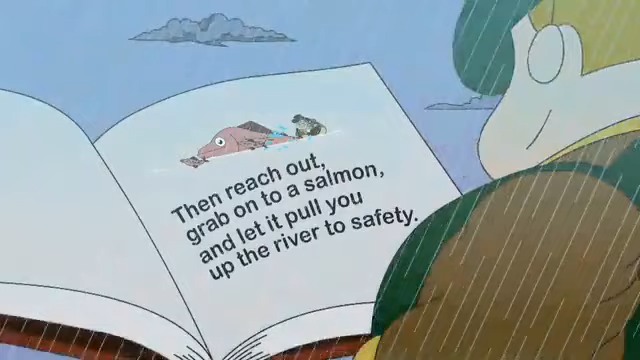 Then reach out,
grab on to a salmon,
and let it pull you
up the river to safety.